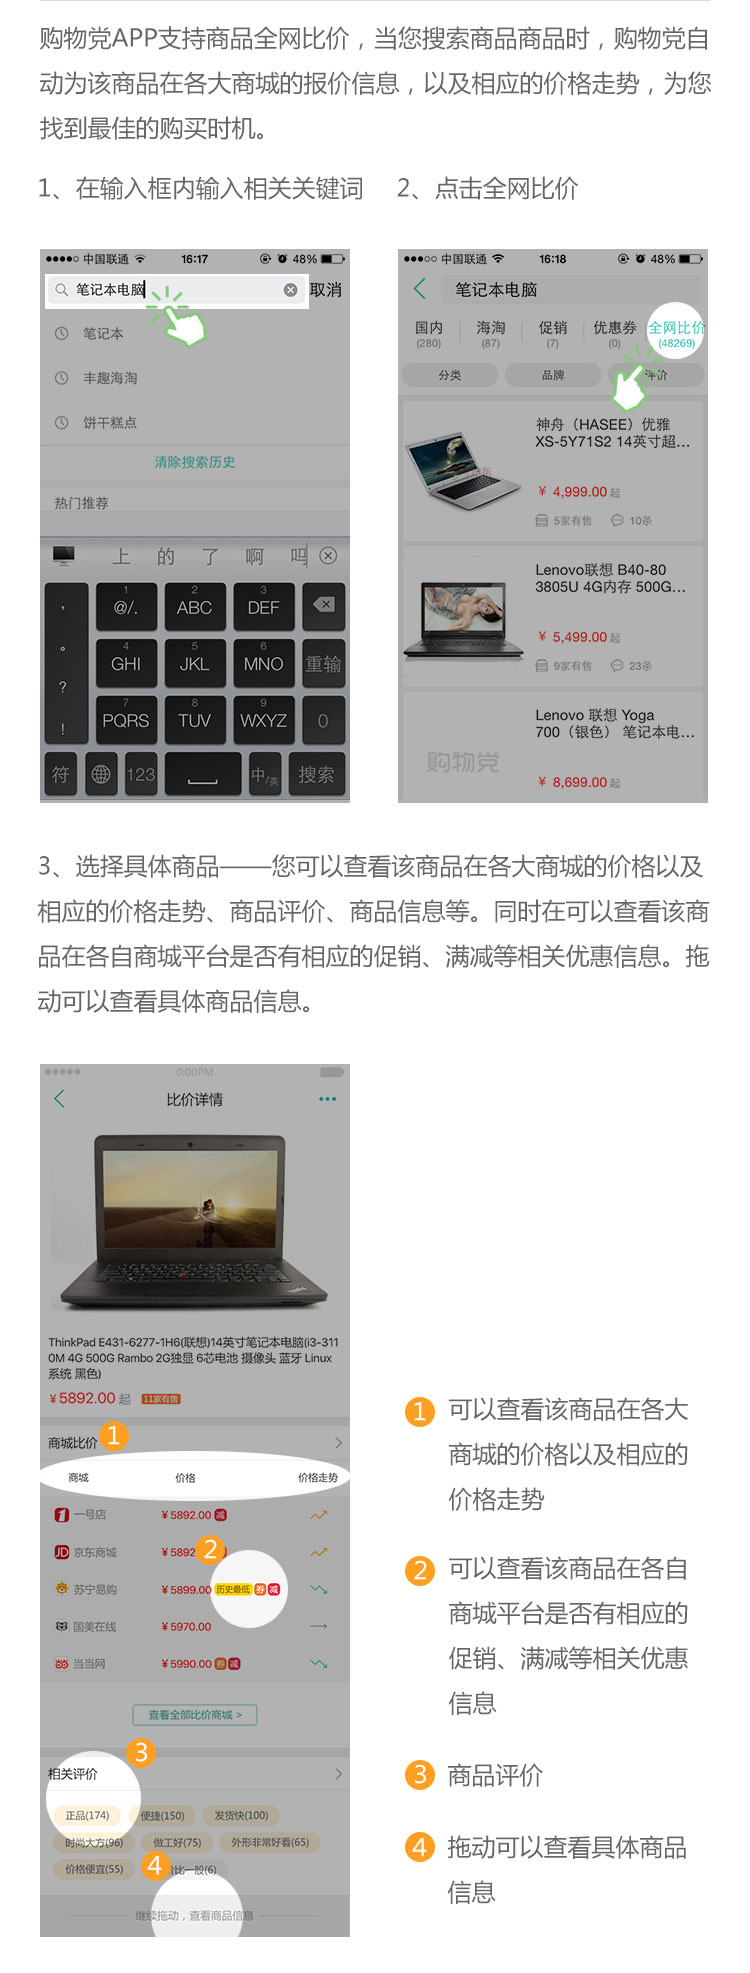 购物党APP支持商品全网比价，当您搜索商品商品时，购物党自
动为该商品在各大商城的报价信息，以及相应的价格走势，为您
找到最佳的购买时机。
1、在输入框内输入相关关键词
2、点击全网比价
中国联通
16:17
48%
笔记本电脑
取消
笔记本
丰趣海淘
饼干糕点
清除搜索历史
热门推荐
上 的 了 啊 吗
， 1 @/. 2 ABC 3 DEF
。 4 GHI 5 JKL 6 MNO 重输
？ 7 PQRS 8 TUV 9 WXYZ 0
！
符 123 中/英 搜索
中国联通
16:18
48%
笔记本电脑
国内 海淘 促销 优惠券 全网比价
(280) (87) (7) (0) (48269)
分类 品牌 评价
神舟（HASEE）优雅
XS-5Y71S2 14英寸超...
¥ 4,999.00 起
5家有售 10条
Lenovo联想 B40-80
3805U 4G内存 500G...
¥ 5,499.00 起
9家有售 23条
Lenovo 联想 Yoga
700（银色） 笔记本电...
购物党
¥ 8,699.00 起
3、选择具体商品——您可以查看该商品在各大商城的价格以及
相应的价格走势、商品评价、商品信息等。同时在可以查看该商
品在各自商城平台是否有相应的促销、满减等相关优惠信息。拖
动可以查看具体商品信息。
0:00PM
比价详情
ThinkPad E431-6277-1H6(联想)14英寸笔记本电脑(i3-311
0M 4G 500G Rambo 2G独显 6芯电池 摄像头 蓝牙 Linux
系统 黑色)
¥5892.00 起 11家有售
商城比价 1
商城 价格 价格走势
一号店 ¥5892.00 减
JD 京东商城 ¥5892 2
苏宁易购 ¥5899.00 历史最低 券 减
国美在线 ¥5970.00
当当网 ¥5990.00 券 减
查看全部比价商城 >
3
相关评价
正品(174) 便捷(150) 发货快(100)
时尚大方(96) 做工好(75) 外形非常好看(65)
价格便宜(55) 4 价比一般(6)
继续拖动，查看商品信息
1 可以查看该商品在各大
商城的价格以及相应的
价格走势
2 可以查看该商品在各自
商城平台是否有相应的
促销、满减等相关优惠
信息
3 商品评价
4 拖动可以查看具体商品
信息